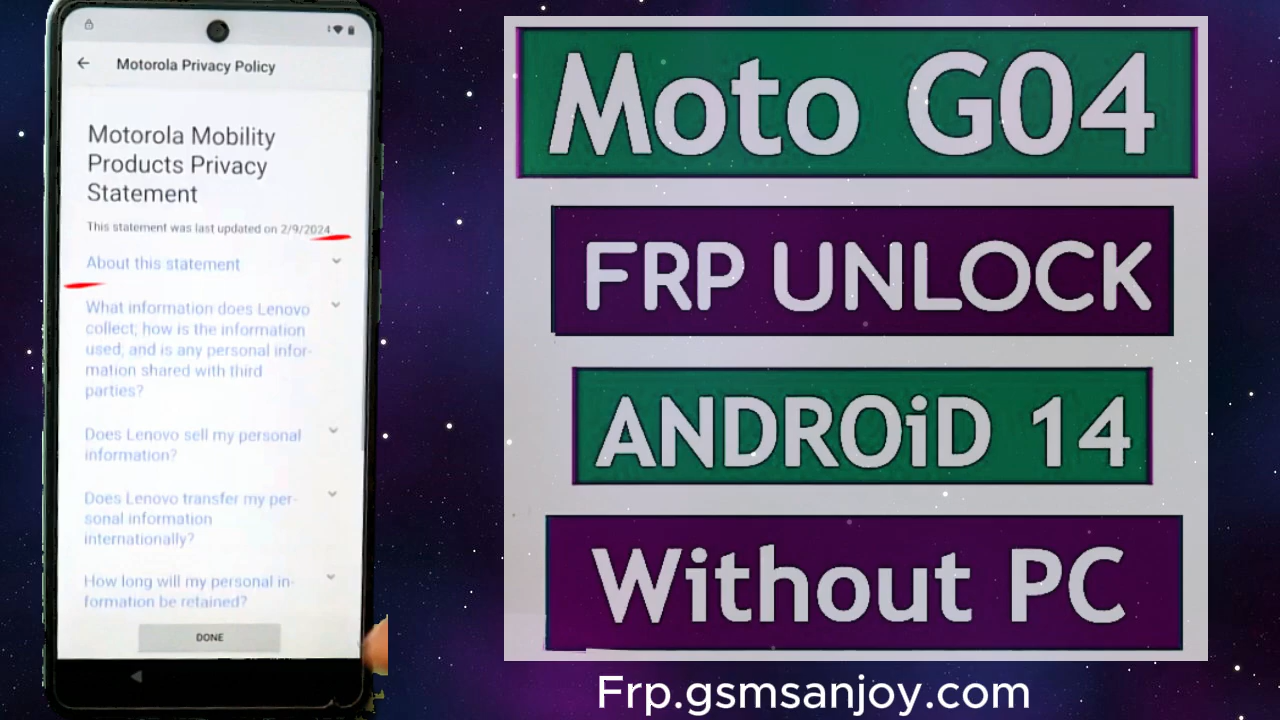 Motorola Privacy Policy
Motorola Mobility
Products Privacy
Statement
This statement was last updated on 2/9/2024
About this statement
What information does Lenovo
collect; how is the information
used; and is any personal infor-
mation shared with third
parties?
Does Lenovo sell my personal
information?
Does Lenovo transfer my per-
sonal information
internationally?
How long will my personal in-
formation be retained?
DONE
Moto G04
FRP UNLOCK
ANDROiD 14
Without PC
Frp.gsmsanjoy.com